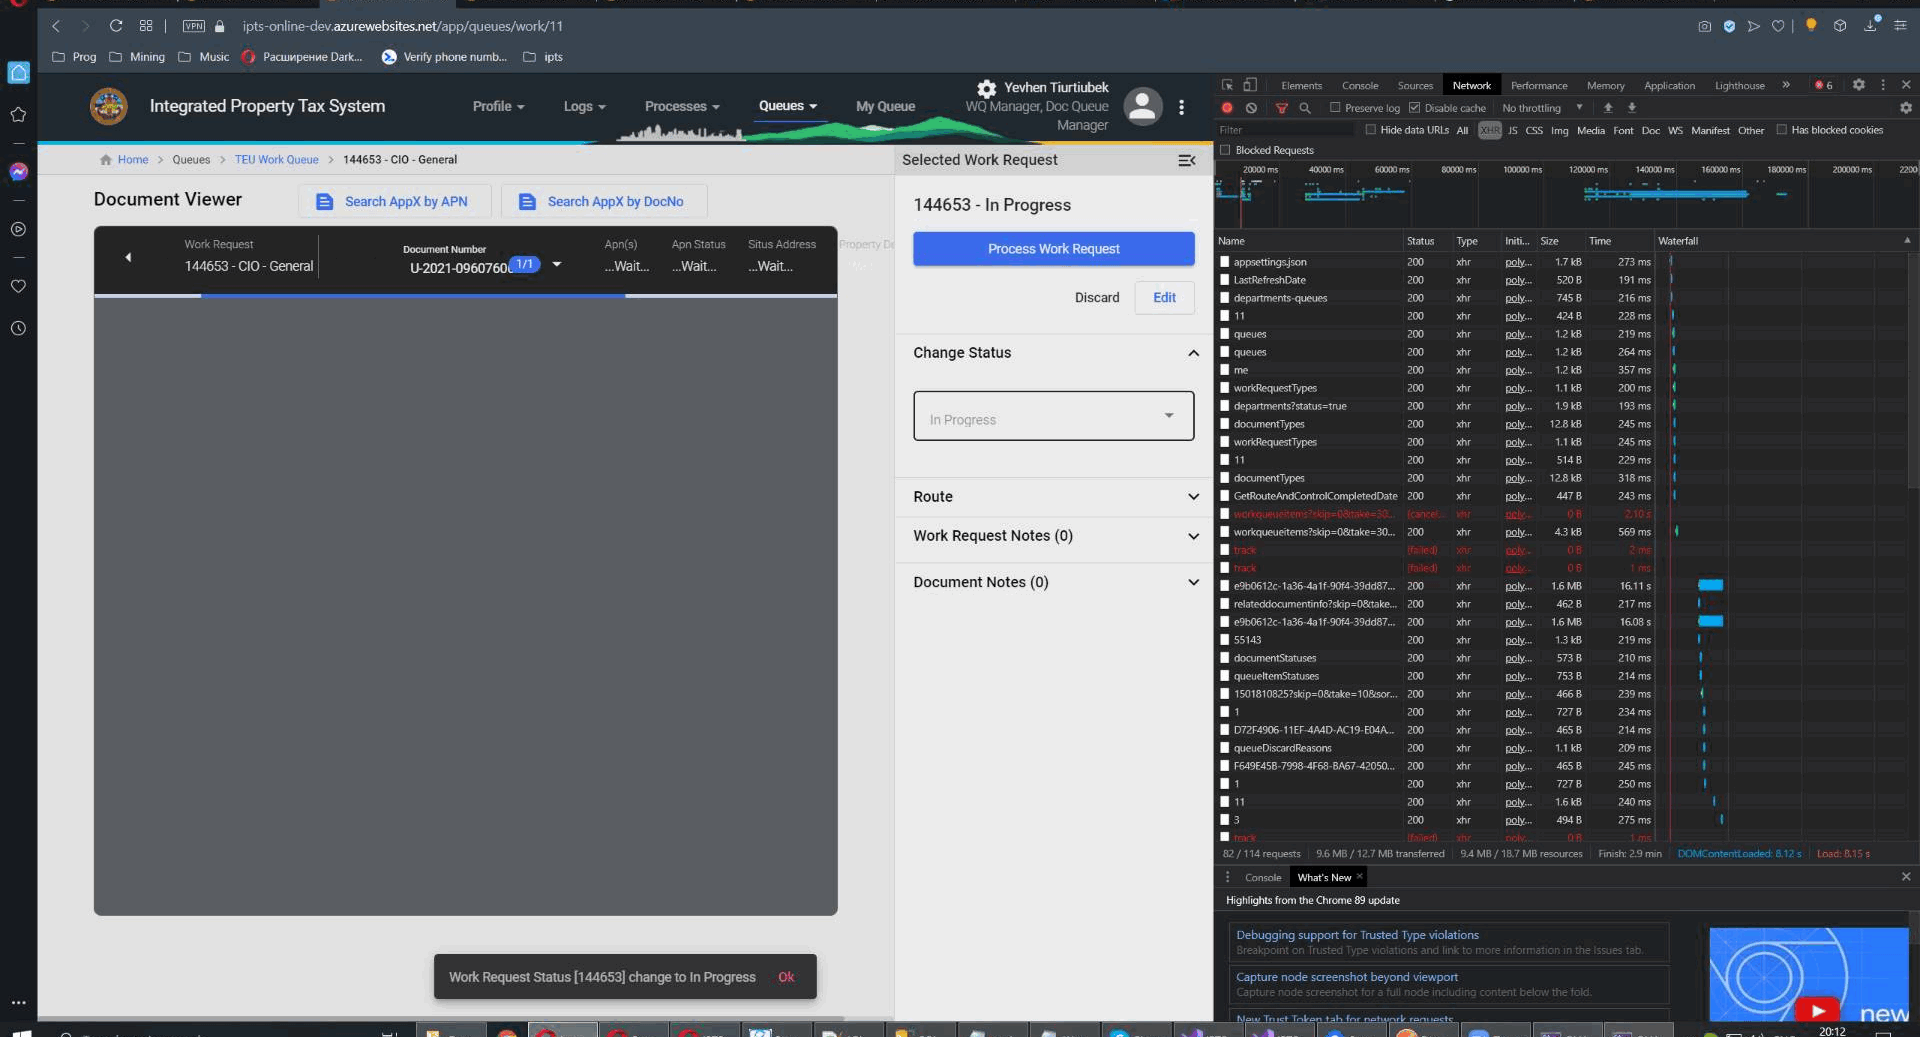 VPN
ipts-online-dev.azurewebsites.net/app/queues/work/11
Prog
Mining
Music
Расширение Dark...
Verify phone numb...
ipts
Integrated Property Tax System
Profile
Logs
Processes
Queues
My Queue
Yevhen Tiurtiubek
WQ Manager, Doc Queue
Manager
Home > Queues > TEU Work Queue > 144653 - CIO - General
Document Viewer
Search AppX by APN
Search AppX by DocNo
Work Request
144653 - CIO - General
Document Number
U-2021-0960760
1/1
Apn(s)
...Wait...
Apn Status
...Wait...
Situs Address
...Wait...
Property De
Work Request Status [144653] change to In Progress
Ok
Selected Work Request
144653 - In Progress
Process Work Request
Discard
Edit
Change Status
In Progress
Route
Work Request Notes (0)
Document Notes (0)
Elements Console Sources Network Performance Memory Application Lighthouse » 6
Preserve log Disable cache No throttling
Filter Hide data URLs All XHR JS CSS Img Media Font Doc WS Manifest Other Has blocked cookies
Blocked Requests
20000 ms 40000 ms 60000 ms 80000 ms 100000 ms 120000 ms 140000 ms 160000 ms 180000 ms 200000 ms 2200
Name Status Type Initi... Size Time Waterfall
appsettings.json 200 xhr poly... 1.7 kB 273 ms
LastRefreshDate 200 xhr poly... 520 B 191 ms
departments-queues 200 xhr poly... 745 B 216 ms
11 200 xhr poly... 424 B 228 ms
queues 200 xhr poly... 1.2 kB 219 ms
queues 200 xhr poly... 1.2 kB 264 ms
me 200 xhr poly... 1.2 kB 357 ms
workRequestTypes 200 xhr poly... 1.1 kB 200 ms
departments?status=true 200 xhr poly... 1.9 kB 193 ms
documentTypes 200 xhr poly... 12.8 kB 245 ms
workRequestTypes 200 xhr poly... 1.1 kB 245 ms
11 200 xhr poly... 514 B 229 ms
documentTypes 200 xhr poly... 12.8 kB 318 ms
GetRouteAndControlCompletedDate 200 xhr poly... 447 B 243 ms
workqueueitems?skip=0&take=30... (cancel... xhr poly... 0 B 2.10 s
workqueueitems?skip=0&take=30... 200 xhr poly... 4.3 kB 569 ms
track (failed) xhr poly... 0 B 2 ms
track (failed) xhr poly... 0 B 1 ms
e9b0612c-1a36-4a1f-90f4-39dd87... 200 xhr poly... 1.6 MB 16.11 s
relateddocumentinfo?skip=0&take... 200 xhr poly... 462 B 217 ms
e9b0612c-1a36-4a1f-90f4-39dd87... 200 xhr poly... 1.6 MB 16.08 s
55143 200 xhr poly... 1.3 kB 219 ms
documentStatuses 200 xhr poly... 573 B 210 ms
queueItemStatuses 200 xhr poly... 753 B 214 ms
1501810825?skip=0&take=10&sor... 200 xhr poly... 466 B 239 ms
1 200 xhr poly... 727 B 234 ms
D72F4906-11EF-4A4D-AC19-E04A... 200 xhr poly... 465 B 214 ms
queueDiscardReasons 200 xhr poly... 1.1 kB 209 ms
F649E45B-7998-4F68-BA67-42050... 200 xhr poly... 465 B 245 ms
1 200 xhr poly... 727 B 250 ms
11 200 xhr poly... 1.6 kB 240 ms
3 200 xhr poly... 494 B 275 ms
track (failed) xhr poly... 0 B 1 ms
82 / 114 requests 9.6 MB / 12.7 MB transferred 9.4 MB / 18.7 MB resources Finish: 2.9 min DOMContentLoaded: 8.12 s Load: 8.15 s
Console What's New
Highlights from the Chrome 89 update
Debugging support for Trusted Type violations
Breakpoint on Trusted Type violations and link to more information in the Issues tab.
Capture node screenshot beyond viewport
Capture node screenshot for a full node including content below the fold.
New Trust Token tab for network requests
new
20:12